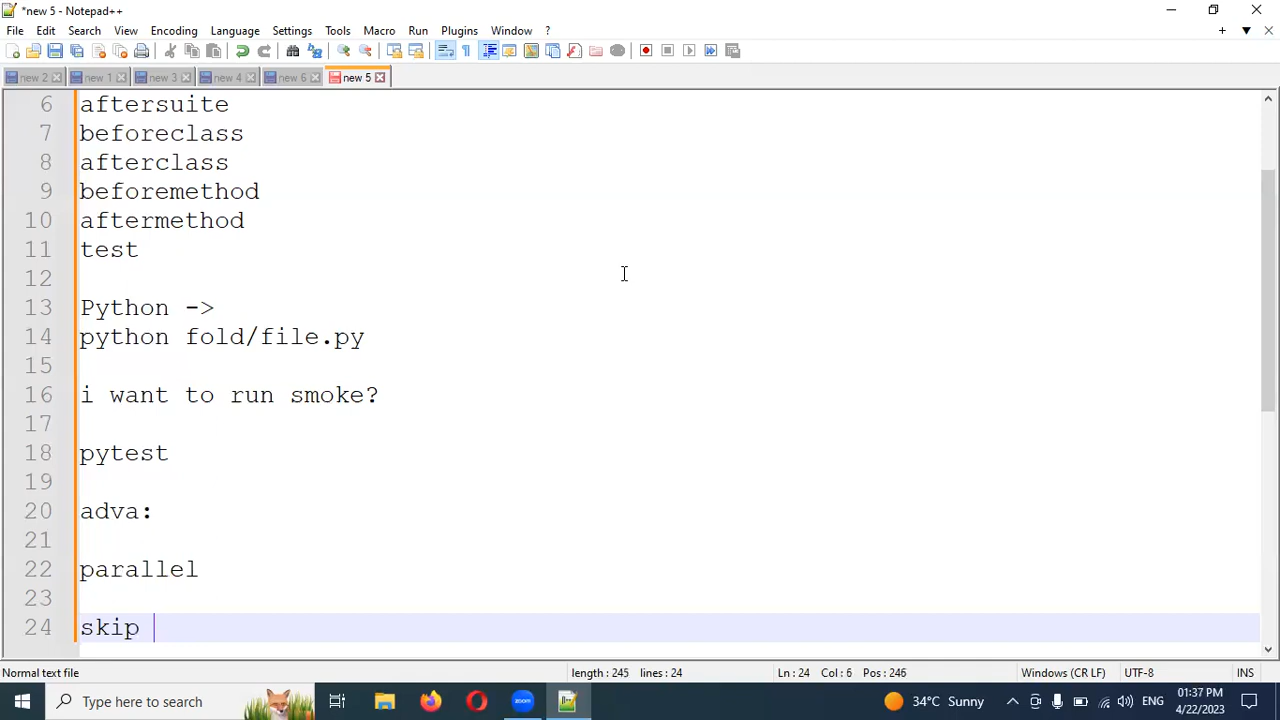 *new 5 - Notepad++
File Edit Search View Encoding Language Settings Tools Macro Run Plugins Window ?
new 2 new 1 new 3 new 4 new 6 new 5
6 aftersuite
7 beforeclass
8 afterclass
9 beforemethod
10 aftermethod
11 test
12
13 Python ->
14 python fold/file.py
15
16 i want to run smoke?
17
18 pytest
19
20 adva:
21
22 parallel
23
24 skip
Normal text file length : 245 lines : 24 Ln : 24 Col : 6 Pos : 246 Windows (CR LF) UTF-8 INS
Type here to search zoom 34°C Sunny ENG 01:37 PM
4/22/2023